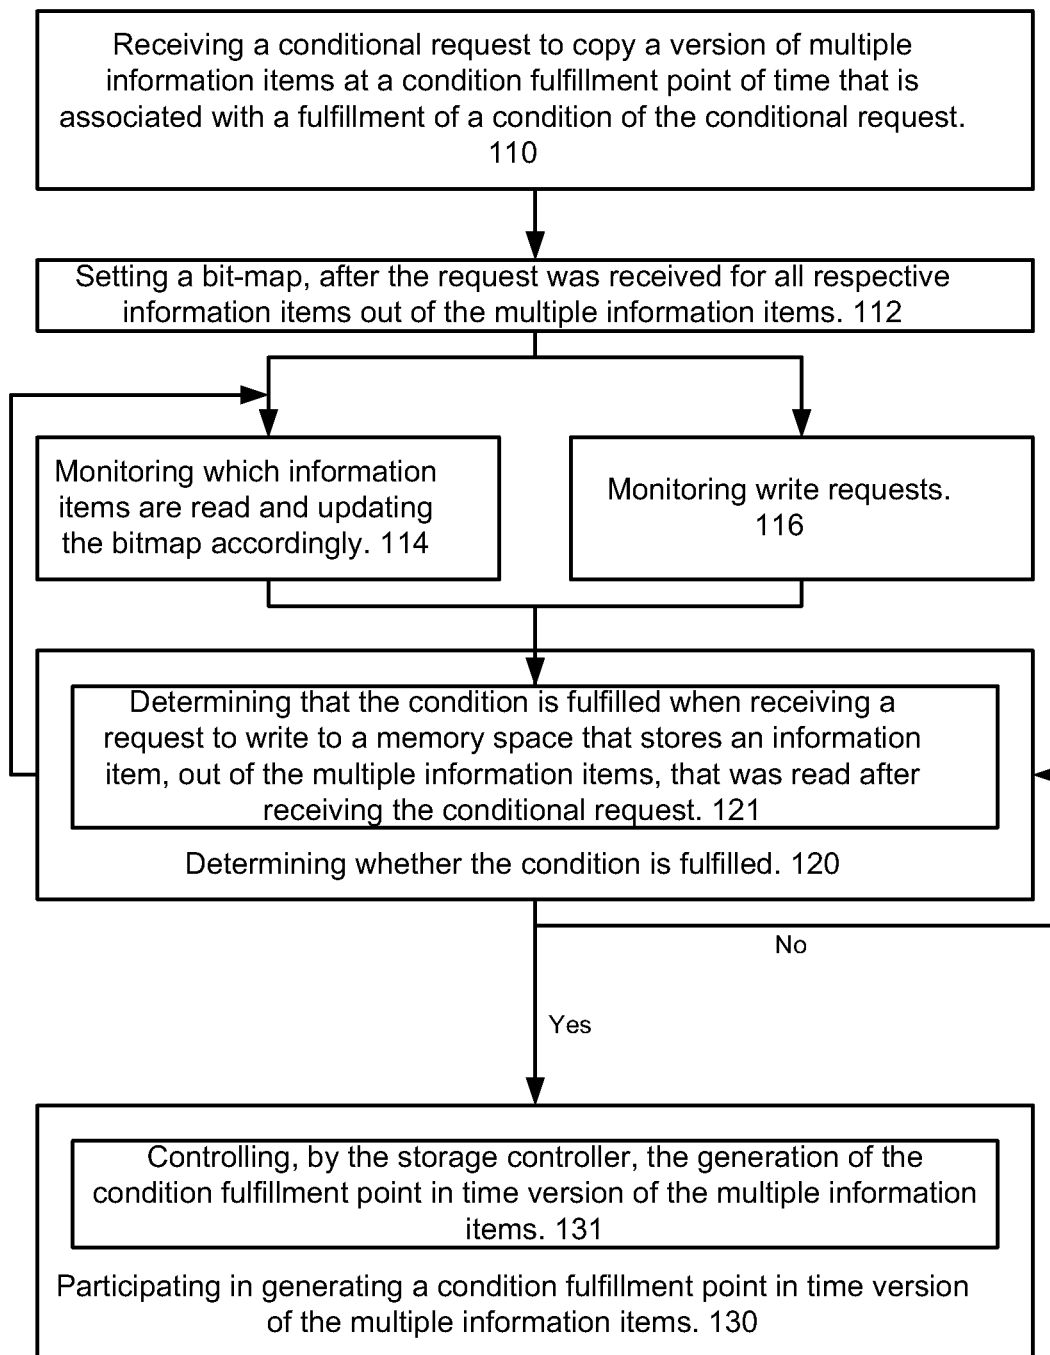 Receiving a conditional request to copy a version of multiple
information items at a condition fulfillment point of time that is
associated with a fulfillment of a condition of the conditional request.
110
Setting a bit-map, after the request was received for all respective
information items out of the multiple information items. 112
Monitoring which information
items are read and updating
the bitmap accordingly. 114
Monitoring write requests.
116
Determining that the condition is fulfilled when receiving a
request to write to a memory space that stores an information
item, out of the multiple information items, that was read after
receiving the conditional request. 121
Determining whether the condition is fulfilled. 120
No
Yes
Controlling, by the storage controller, the generation of the
condition fulfillment point in time version of the multiple information
items. 131
Participating in generating a condition fulfillment point in time version
of the multiple information items. 130